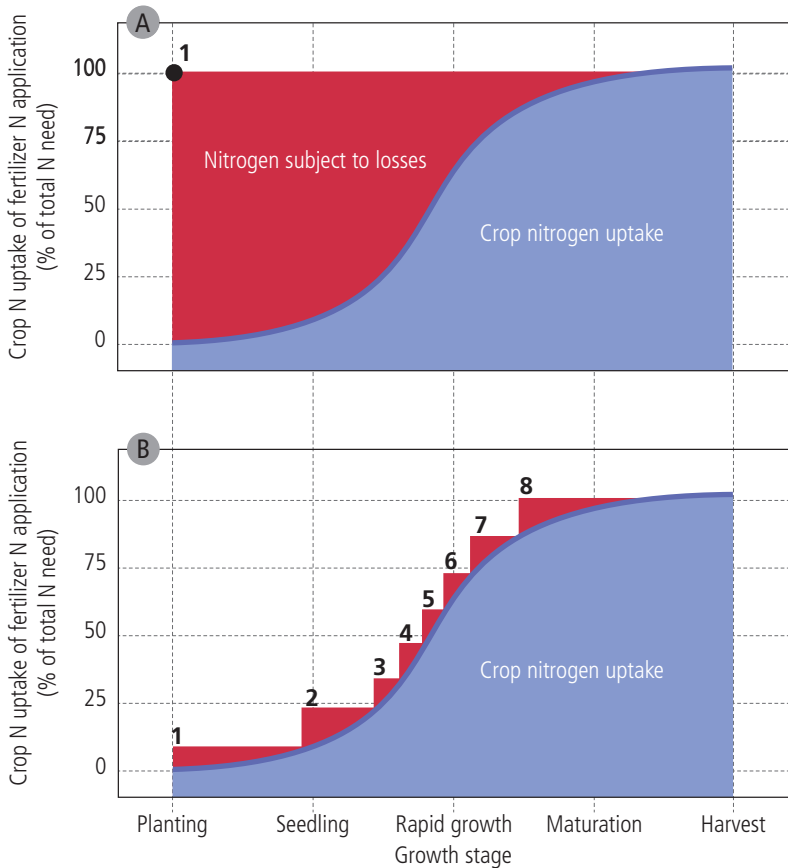 A
1
Crop N uptake of fertilizer N application
(% of total N need)
100
75
50
25
0
Nitrogen subject to losses
Crop nitrogen uptake
B
Crop N uptake of fertilizer N application
(% of total N need)
100
75
50
25
0
8
7
6
5
4
3
2
1
Crop nitrogen uptake
Planting
Seedling
Rapid growth
Maturation
Harvest
Growth stage